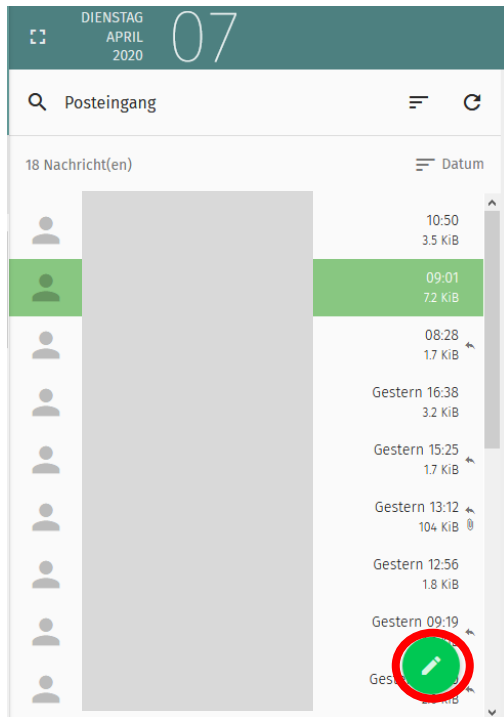 DIENSTAG
APRIL
2020
07
Posteingang
18 Nachricht(en)
Datum
10:50
3.5 KiB
09:01
7.2 KiB
08:28
1.7 KiB
Gestern 16:38
3.2 KiB
Gestern 15:25
1.7 KiB
Gestern 13:12
104 KiB
Gestern 12:56
1.8 KiB
Gestern 09:19